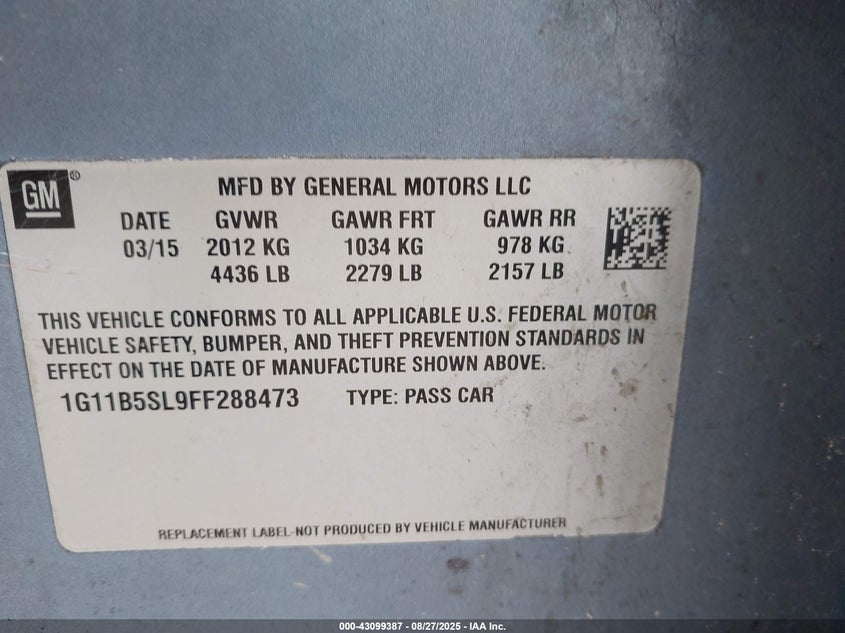 GM®
MFD BY GENERAL MOTORS LLC
DATE GVWR GAWR FRT GAWR RR
03/15 2012 KG 1034 KG 978 KG
4436 LB 2279 LB 2157 LB
THIS VEHICLE CONFORMS TO ALL APPLICABLE U.S. FEDERAL MOTOR
VEHICLE SAFETY, BUMPER, AND THEFT PREVENTION STANDARDS IN
EFFECT ON THE DATE OF MANUFACTURE SHOWN ABOVE.
1G11B5SL9FF288473 TYPE: PASS CAR
REPLACEMENT LABEL-NOT PRODUCED BY VEHICLE MANUFACTURER
000-43099387 - 08/27/2025 - IAA Inc.